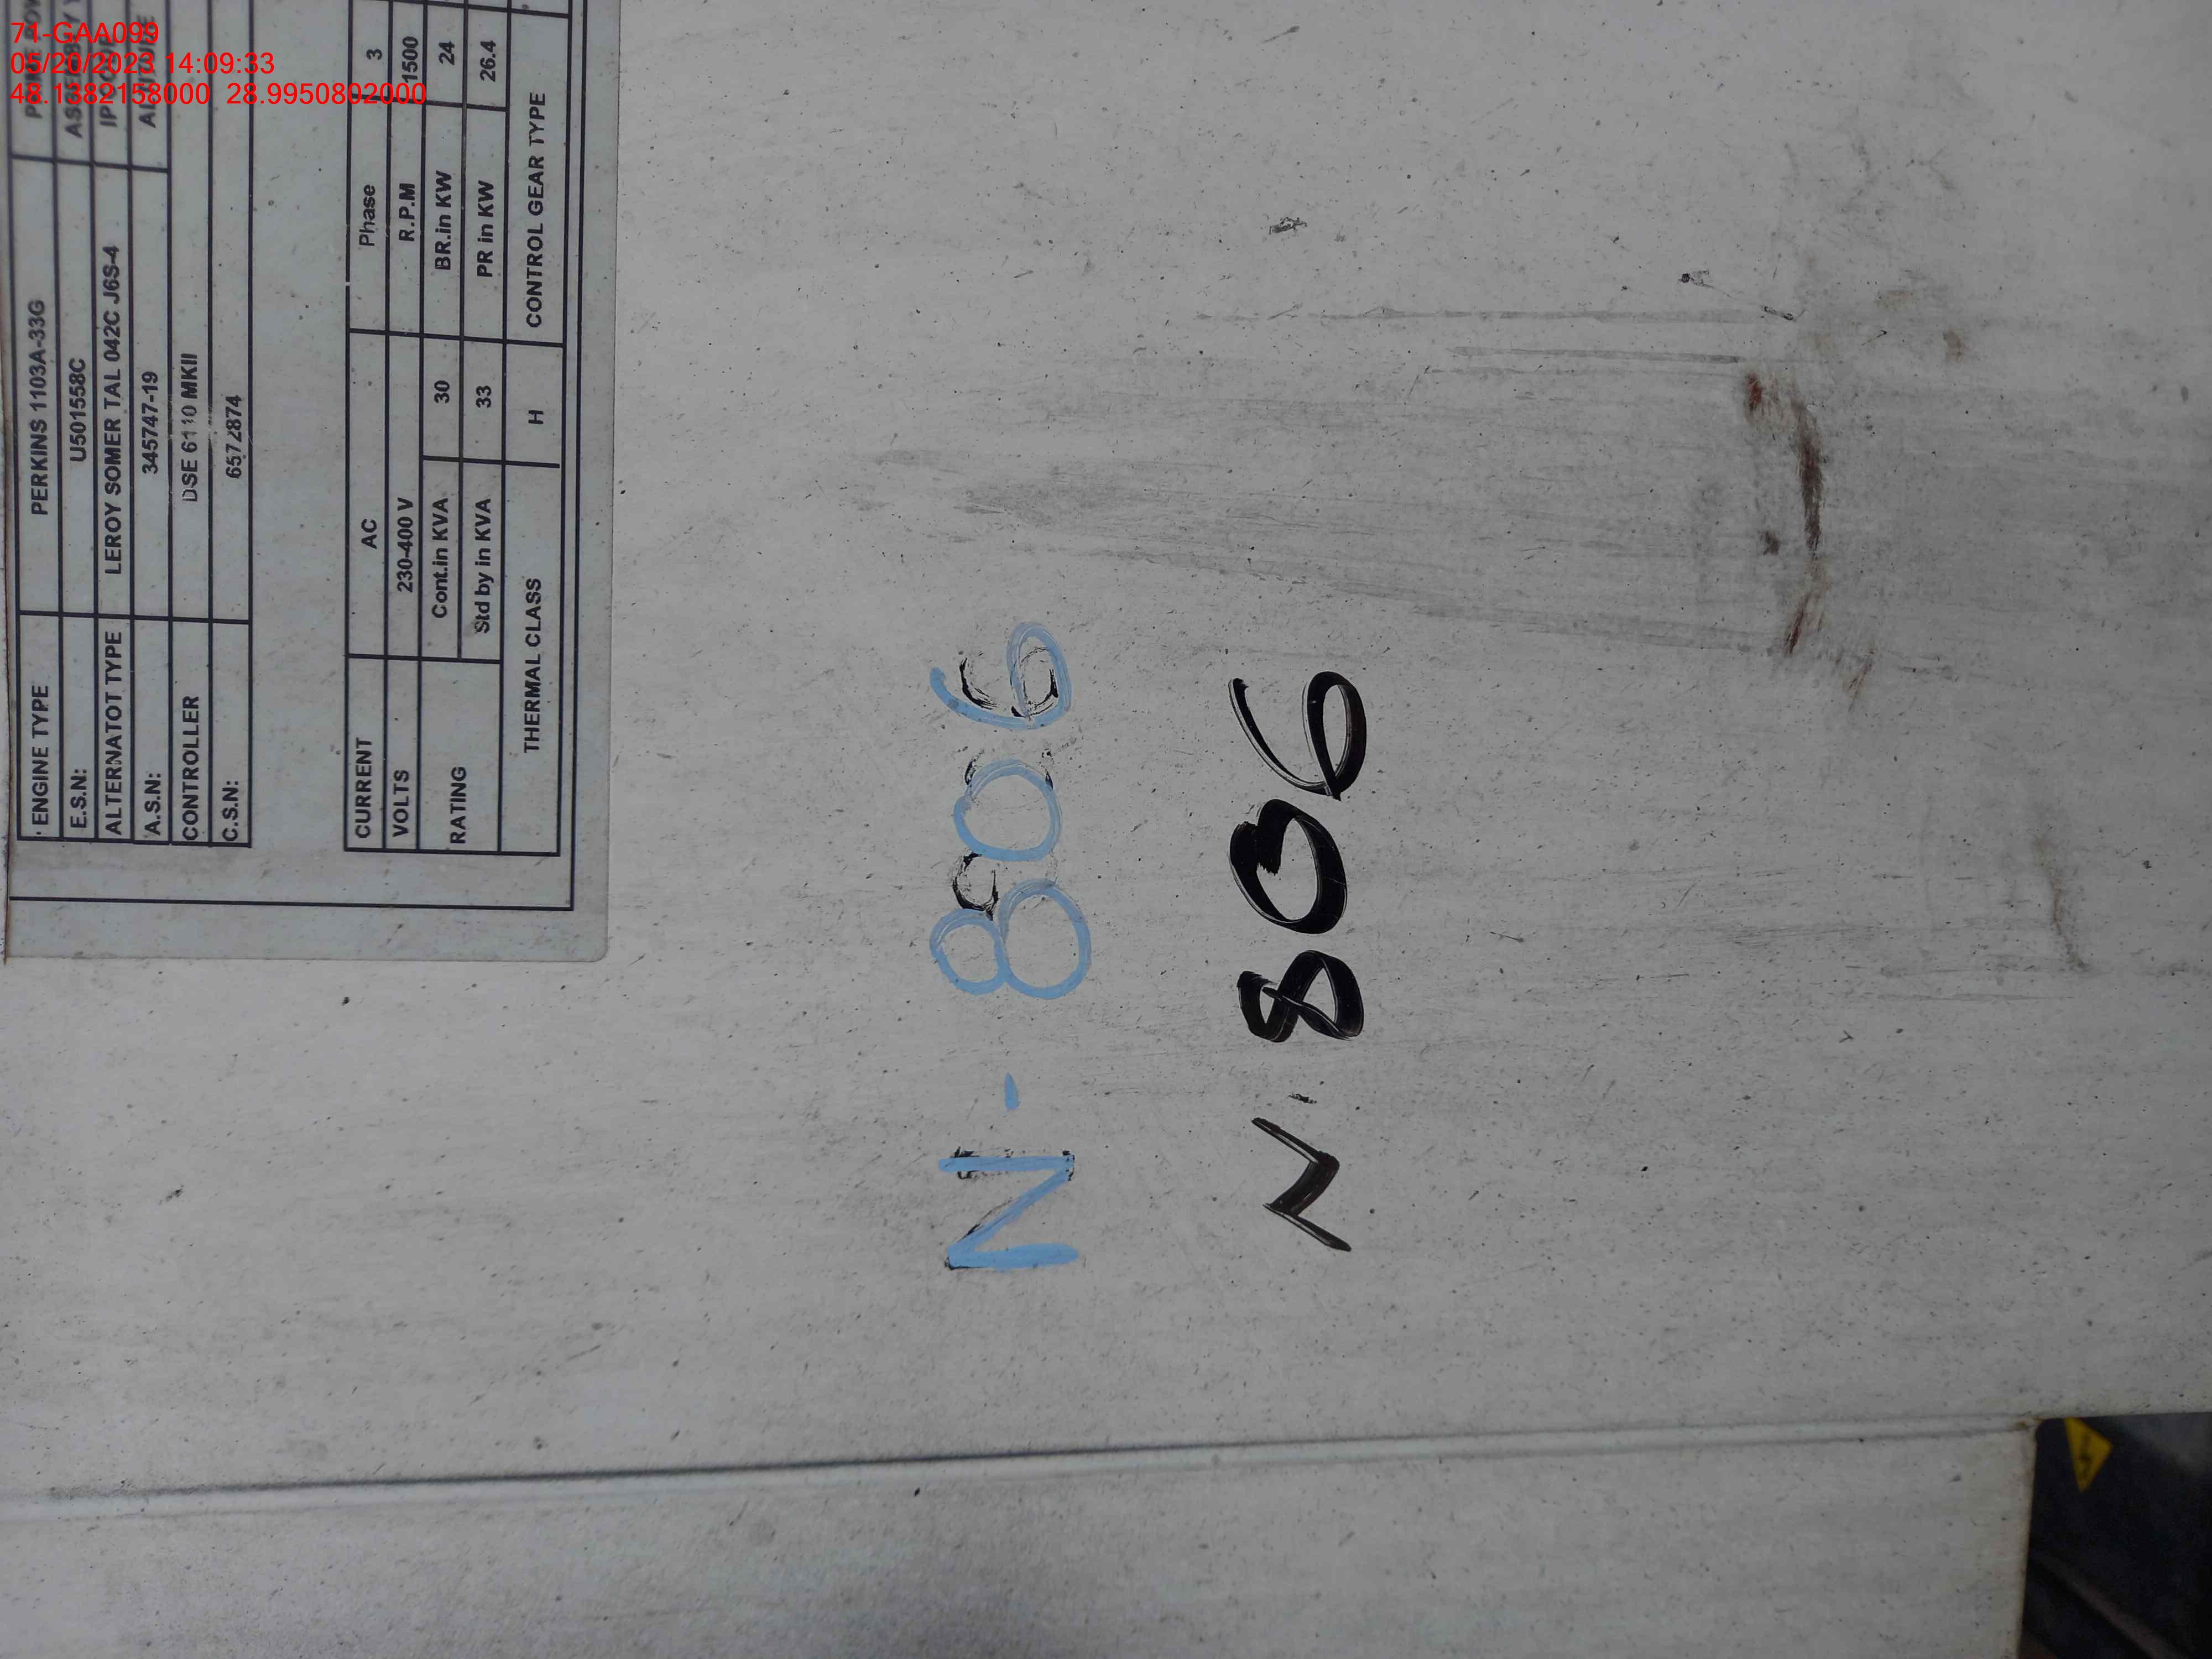 71-GAA099
05/20/2023 14:09:33
28.9950802000
ENGINE TYPE PERKINS 1103A-33G
E.S.N: U501558C
ALTERNATOT TYPE LEROY SOMER TAL 042C J6S-4
A.S.N: 345747-19
CONTROLLER DSE 6110 MKII
C.S.N: 6572874
CURRENT AC Phase 3
VOLTS 230-400 V R.P.M 1500
RATING Cont.in KVA 30 BR.in KW 24
Std by in KVA 33 PR in KW 26.4
THERMAL CLASS H CONTROL GEAR TYPE
N-806
N-806